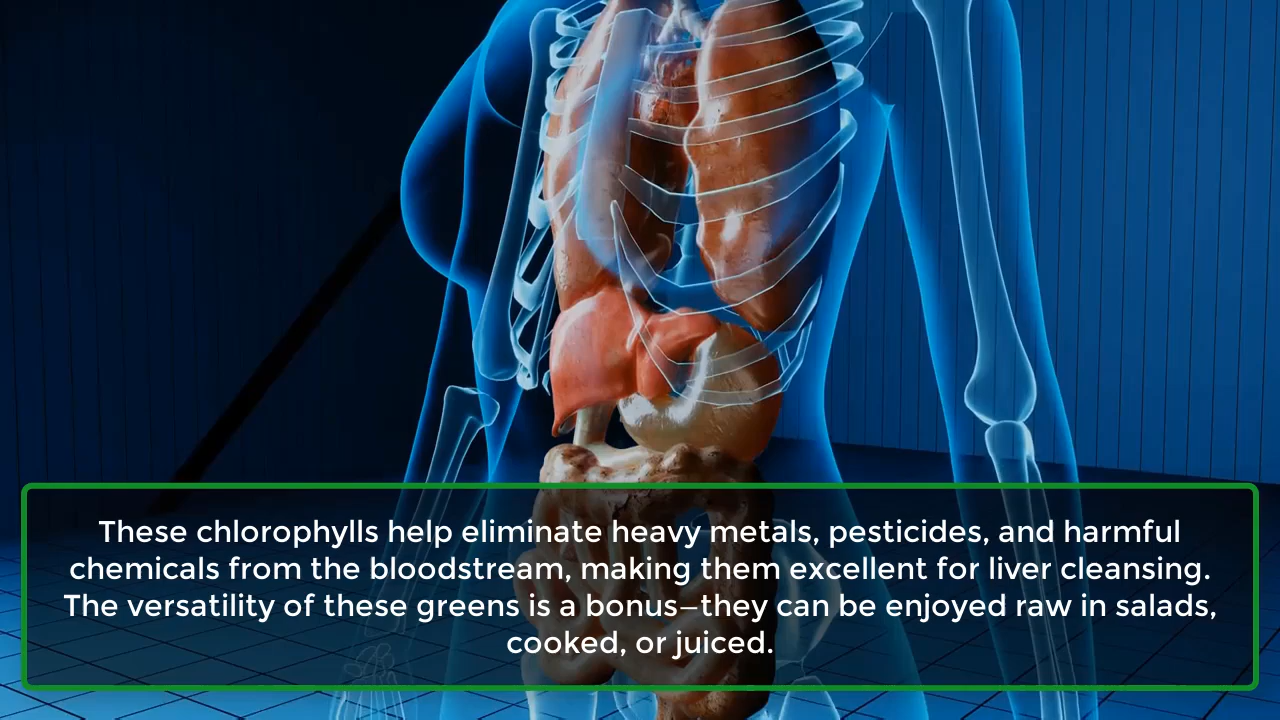 These chlorophylls help eliminate heavy metals, pesticides, and harmful
chemicals from the bloodstream, making them excellent for liver cleansing.
The versatility of these greens is a bonus—they can be enjoyed raw in salads,
cooked, or juiced.